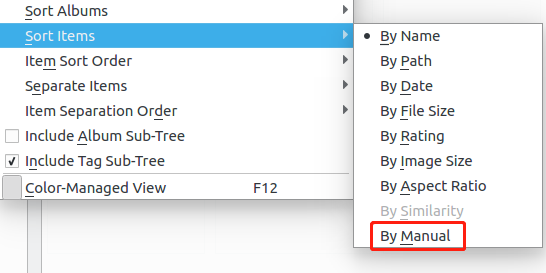 Sort Albums
Sort Items
Item Sort Order
Separate Items
Item Separation Order
Include Album Sub-Tree
Include Tag Sub-Tree
Color-Managed View F12
By Name
By Path
By Date
By File Size
By Rating
By Image Size
By Aspect Ratio
By Similarity
By Manual